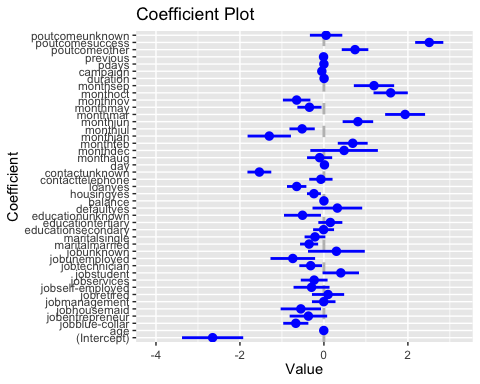 Coefficient Plot
poutcomeunknown
poutcomesuccess
poutcomeother
previous
pdays
campaign
duration
monthsep
monthoct
monthnov
monthmay
monthmar
monthjun
monthjul
monthjan
monthfeb
monthdec
monthaug
day
contactunknown
contacttelephone
loanyes
housingyes
balance
defaultyes
educationunknown
educationtertiary
educationsecondary
maritalsingle
maritalmarried
jobunknown
jobunemployed
jobtechnician
jobstudent
jobservices
jobself-employed
jobretired
jobmanagement
jobhousemaid
jobentrepreneur
jobblue-collar
age
(Intercept)
Coefficient
-4 -2 0 2
Value